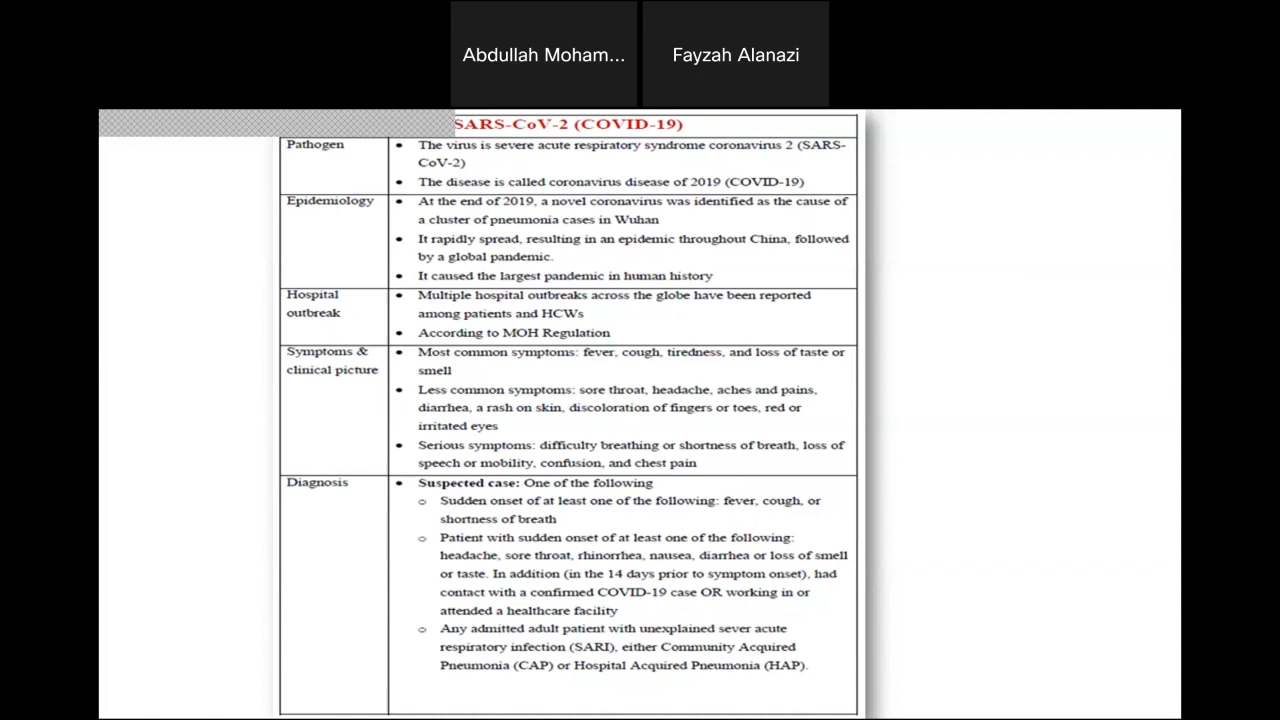 Abdullah Moham...
Fayzah Alanazi
SARS-CoV-2 (COVID-19)
Pathogen
• The virus is severe acute respiratory syndrome coronavirus 2 (SARS-
CoV-2)
• The disease is called coronavirus disease of 2019 (COVID-19)
Epidemiology
• At the end of 2019, a novel coronavirus was identified as the cause of
a cluster of pneumonia cases in Wuhan
• It rapidly spread, resulting in an epidemic throughout China, followed
by a global pandemic.
• It caused the largest pandemic in human history
Hospital
outbreak
• Multiple hospital outbreaks across the globe have been reported
among patients and HCWs
• According to MOH Regulation
Symptoms &
clinical picture
• Most common symptoms: fever, cough, tiredness, and loss of taste or
smell
• Less common symptoms: sore throat, headache, aches and pains,
diarrhea, a rash on skin, discoloration of fingers or toes, red or
irritated eyes
• Serious symptoms: difficulty breathing or shortness of breath, loss of
speech or mobility, confusion, and chest pain
Diagnosis
• Suspected case: One of the following
○ Sudden onset of at least one of the following: fever, cough, or
shortness of breath
○ Patient with sudden onset of at least one of the following:
headache, sore throat, rhinorrhea, nausea, diarrhea or loss of smell
or taste. In addition (in the 14 days prior to symptom onset), had
contact with a confirmed COVID-19 case OR working in or
attended a healthcare facility
○ Any admitted adult patient with unexplained sever acute
respiratory infection (SARI), either Community Acquired
Pneumonia (CAP) or Hospital Acquired Pneumonia (HAP).